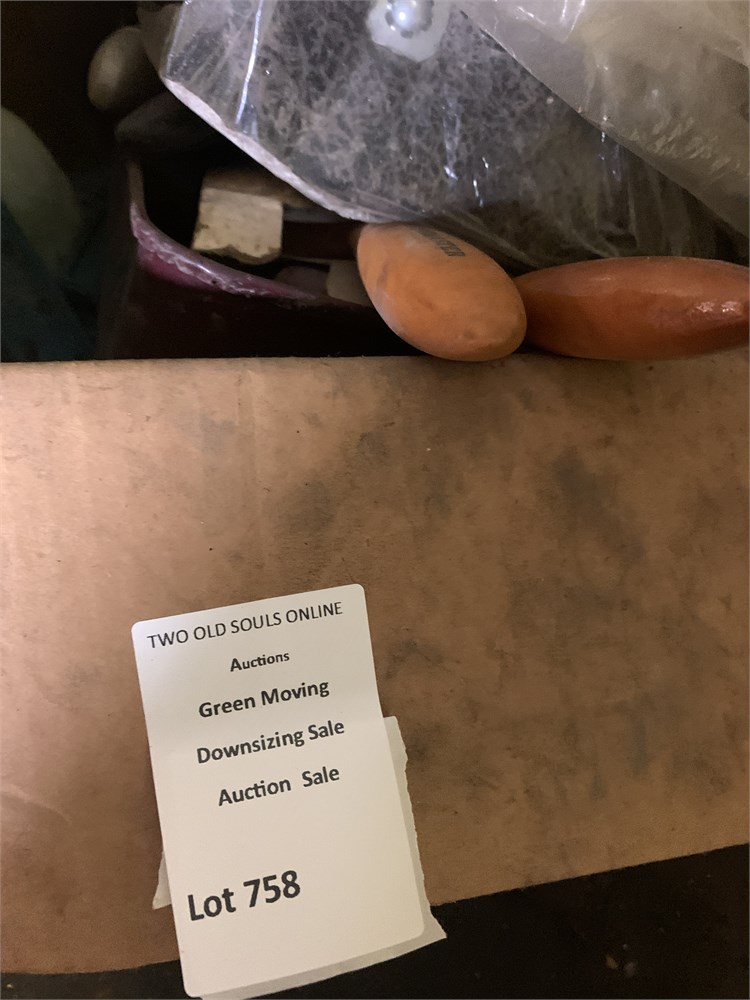 TWO OLD SOULS ONLINE
Auctions
Green Moving
Downsizing Sale
Auction Sale
Lot 758